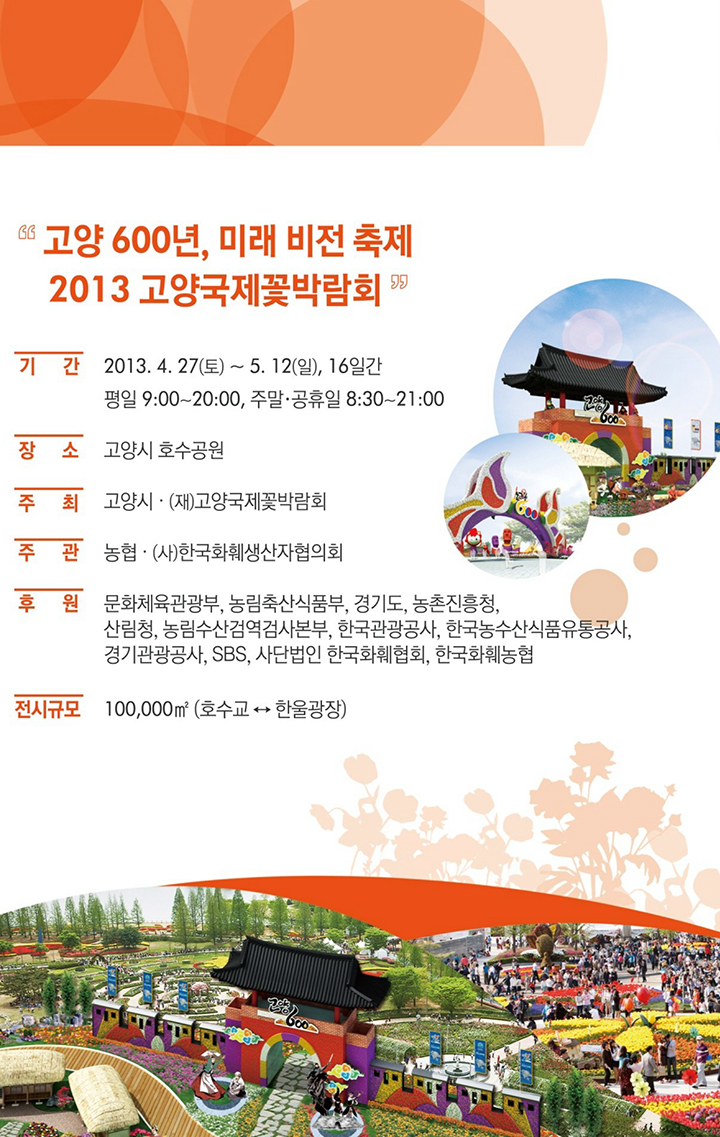 “ 고양 600년, 미래 비전 축제
2013 고양국제꽃박람회 ”
기 간 2013. 4. 27(토) ~ 5. 12(일), 16일간
평일 9:00~20:00, 주말·공휴일 8:30~21:00
장 소 고양시 호수공원
주 최 고양시 · (재)고양국제꽃박람회
주 관 농협 · (사)한국화훼생산자협의회
후 원 문화체육관광부, 농림축산식품부, 경기도, 농촌진흥청,
산림청, 농림수산검역검사본부, 한국관광공사, 한국농수산식품유통공사,
경기관광공사, SBS, 사단법인 한국화훼협회, 한국화훼농협
전시규모 100,000㎡ (호수교 ↔ 한울광장)
고양 600
600
고양 600